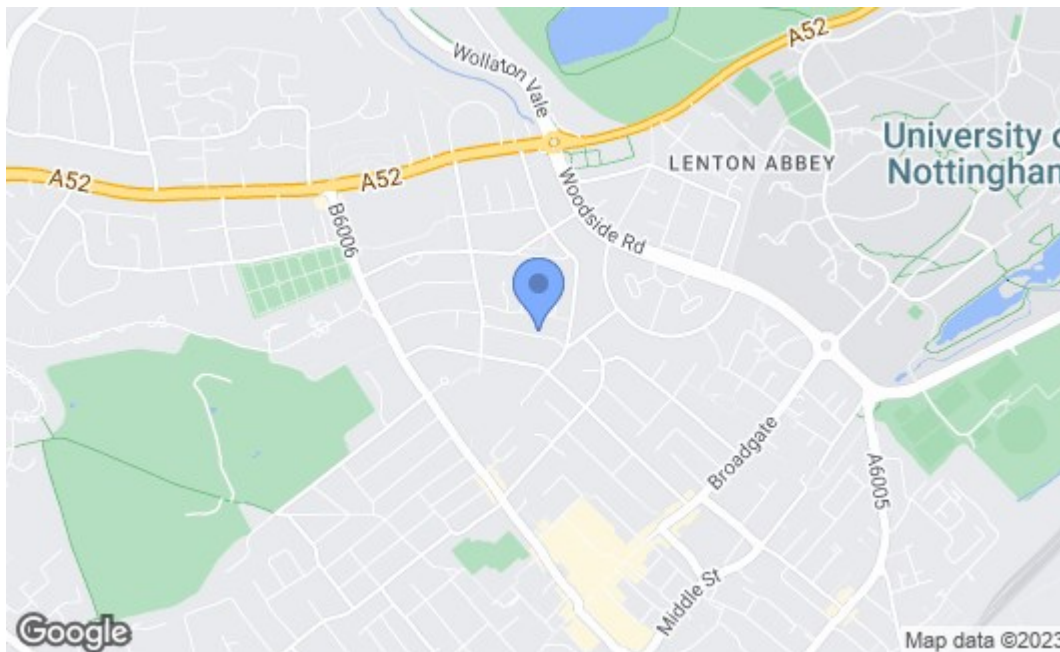 A52
Wollaton Vale
University o
Nottingham
LENTON ABBEY
A52
A52
Woodside Rd
B6006
Broadgate
A6005
Middle St
Google
Map data ©2023